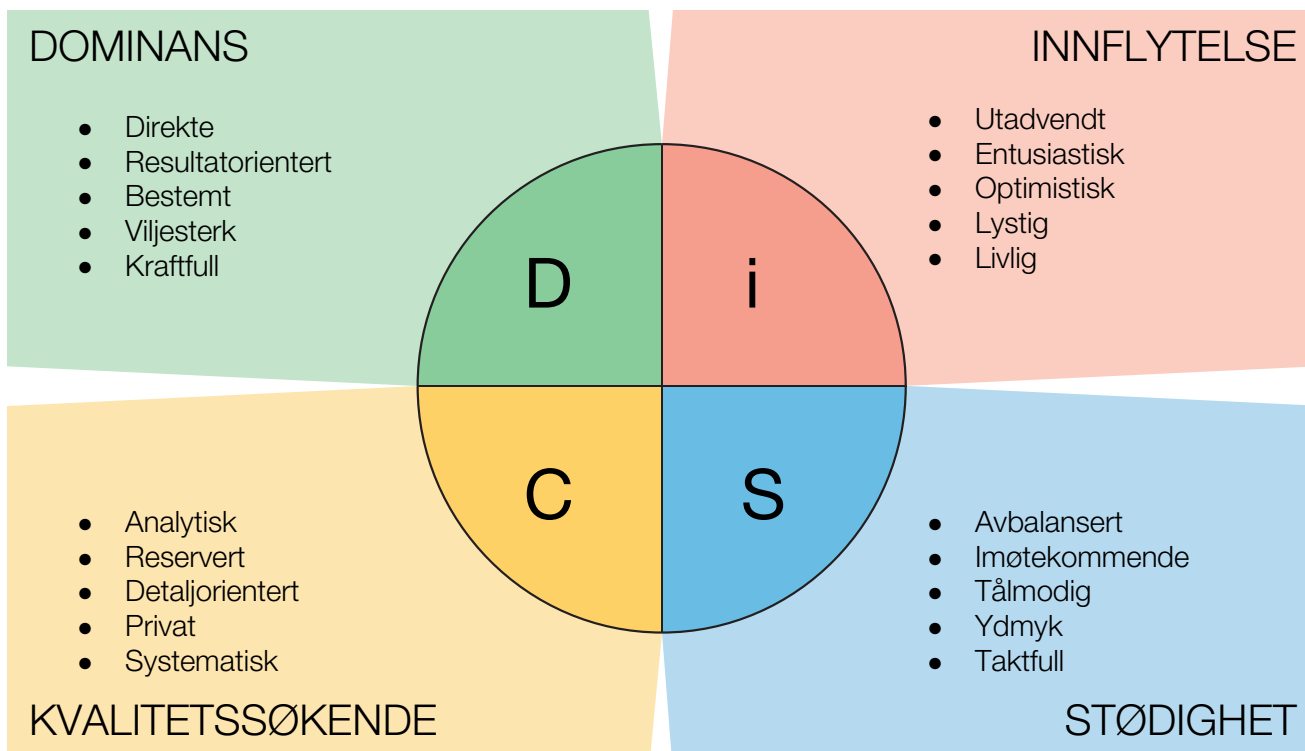 DOMINANS
● Direkte
● Resultatorientert
● Bestemt
● Viljesterk
● Kraftfull
INNFLYTELSE
● Utadvendt
● Entusiastisk
● Optimistisk
● Lystig
● Livlig
D
i
C
S
● Analytisk
● Reservert
● Detaljorientert
● Privat
● Systematisk
KVALITETSSØKENDE
● Avbalansert
● Imøtekommende
● Tålmodig
● Ydmyk
● Taktfull
STØDIGHET